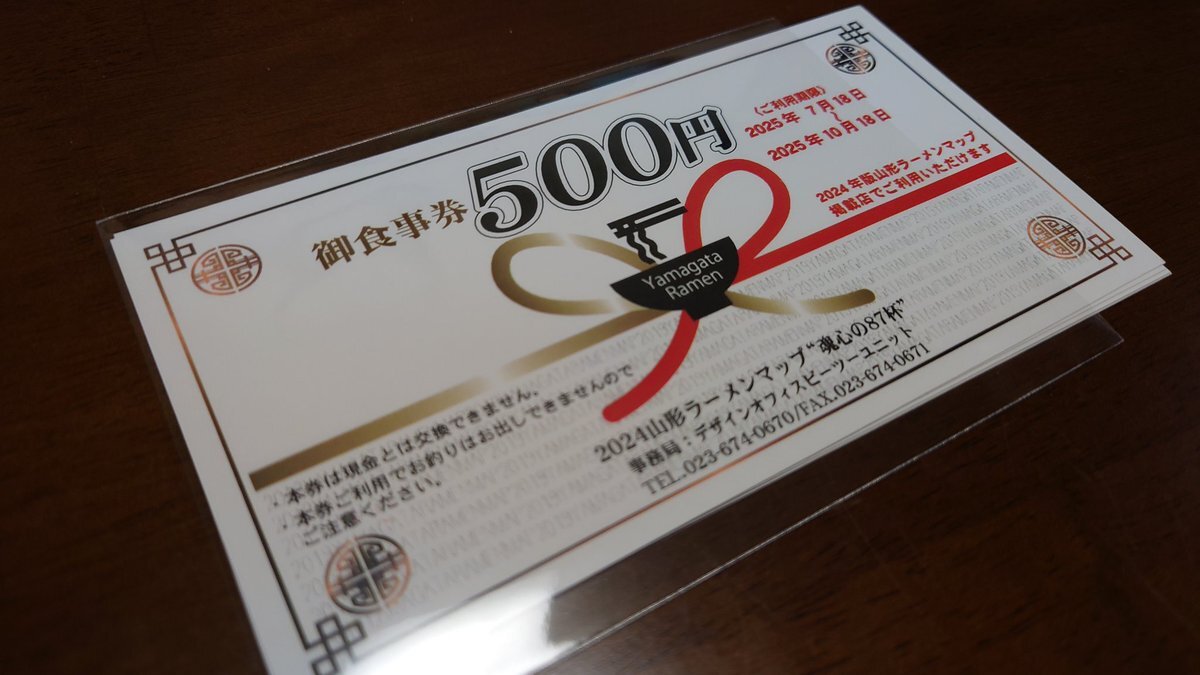 御食事券 500円
〈ご利用期限〉
2025年 7月18日
〜
2025年10月18日
2024年版山形ラーメンマップ
掲載店でご利用いただけます
Yamagata
Ramen
・本券は現金とは交換できません。
・本券ご利用でお釣りはお出しできませんので
ご注意ください。
2024山形ラーメンマップ“魂心の87杯”
事務局：デザインオフィスビーツーユニット
TEL.023-674-0670/FAX.023-674-0671